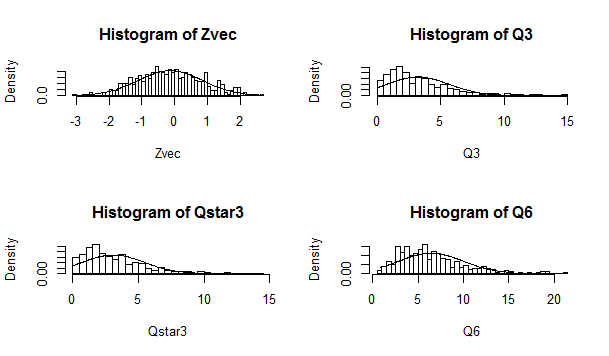 Histogram of Zvec
Density
0.0
-3 -2 -1 0 1 2
Zvec
Histogram of Q3
Density
0.00
0 5 10 15
Q3
Histogram of Qstar3
Density
0.00
0 5 10 15
Qstar3
Histogram of Q6
Density
0.00
0 5 10 15 20
Q6